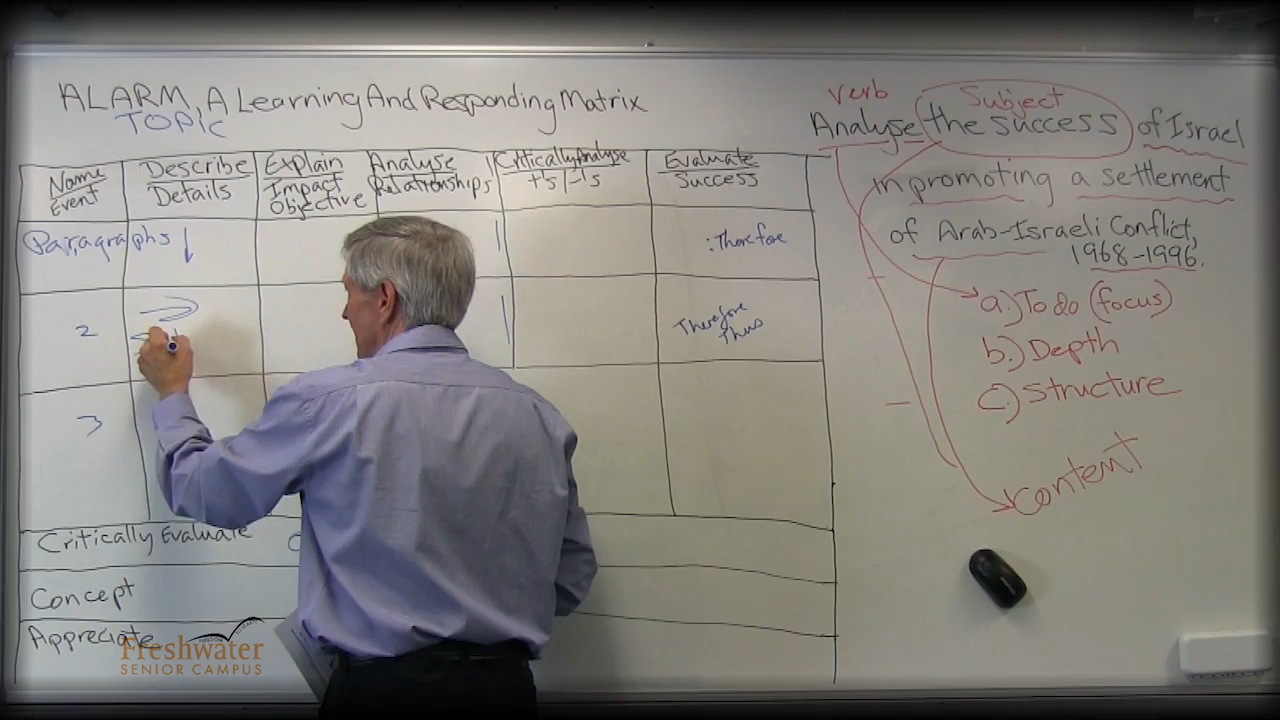 ALARM, A Learning And Responding Matrix
TOPIC
Name
Event
Describe
Details
Explain
Impact
Objective
Analyse
Relationships
Critically Analyse
+'s | -'s
Evaluate
Success
Paragraphs
: Therefore
2
Therefore
Thus
3
Critically Evaluate
Concept
Appreciate
verb
Subject
Analyse the success of Israel
in promoting a settlement
of Arab-Israeli Conflict,
1968-1996.
a.) To do (focus)
b.) Depth
c.) Structure
content
Freshwater
SENIOR CAMPUS